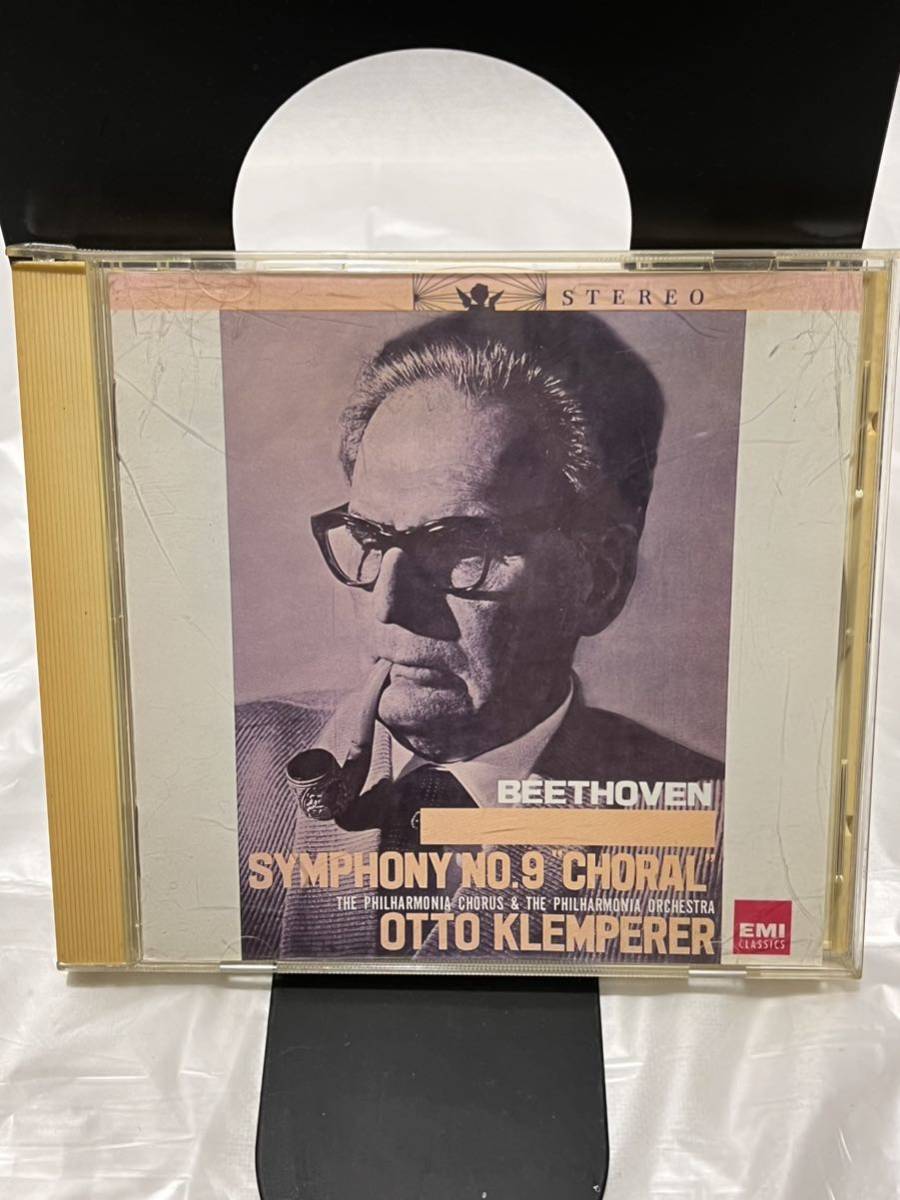 STEREO
BEETHOVEN
SYMPHONY NO.9 "CHORAL"
THE PHILHARMONIA CHORUS & THE PHILHARMONIA ORCHESTRA
OTTO KLEMPERER
EMI
CLASSICS